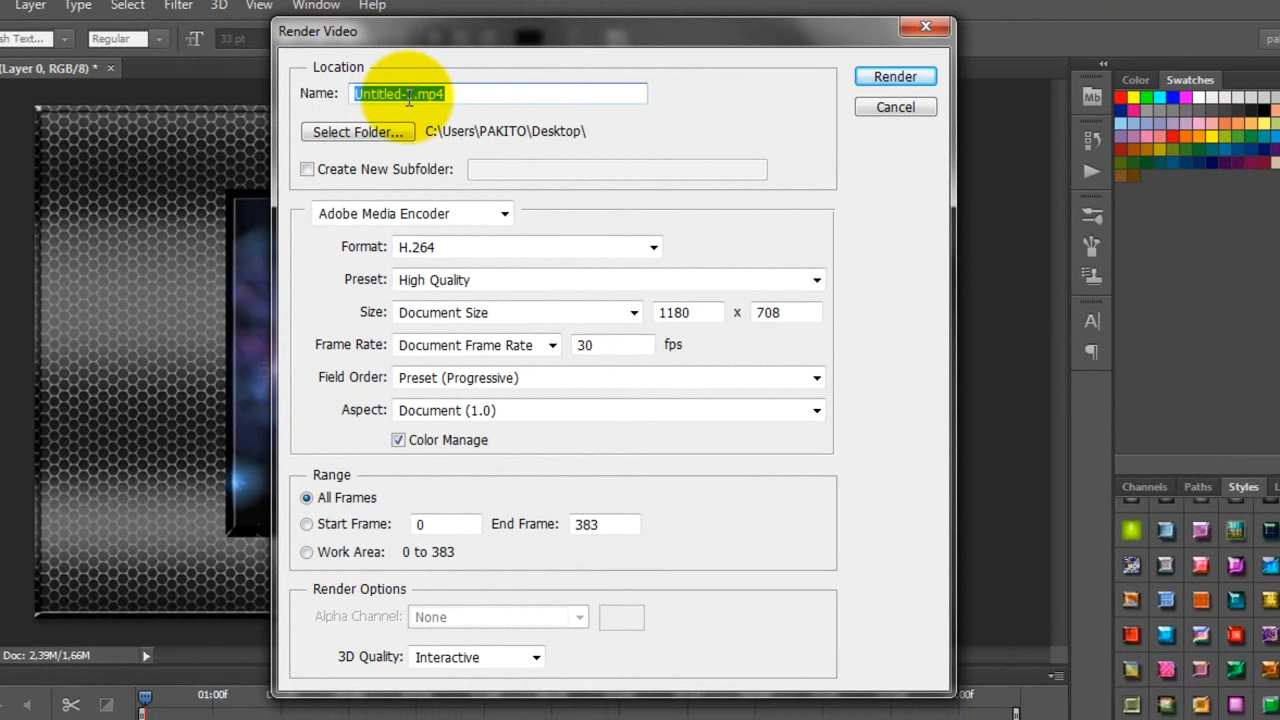 Layer Type Select Filter 3D View Window Help
Render Video
Regular 33 pt
(Layer 0, RGB/8) *
Location
Name: Untitled-1.mp4
Render
Select Folder... C:\Users\PAKITO\Desktop\
Cancel
Create New Subfolder:
Adobe Media Encoder
Format: H.264
Preset: High Quality
Size: Document Size 1180 x 708
Frame Rate: Document Frame Rate 30 fps
Field Order: Preset (Progressive)
Aspect: Document (1.0)
Color Manage
Range
All Frames
Start Frame: 0 End Frame: 383
Work Area: 0 to 383
Render Options
Alpha Channel: None
3D Quality: Interactive
Color Swatches
Mb
Channels Paths Styles
Doc: 2,39M/1,66M
01:00f